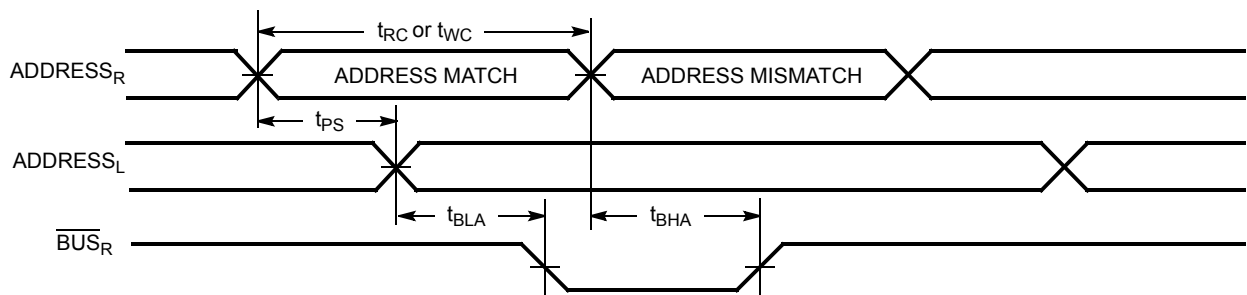 tRC or tWC
ADDRESSR
ADDRESS MATCH
ADDRESS MISMATCH
tPS
ADDRESSL
tBLA
tBHA
BUSR